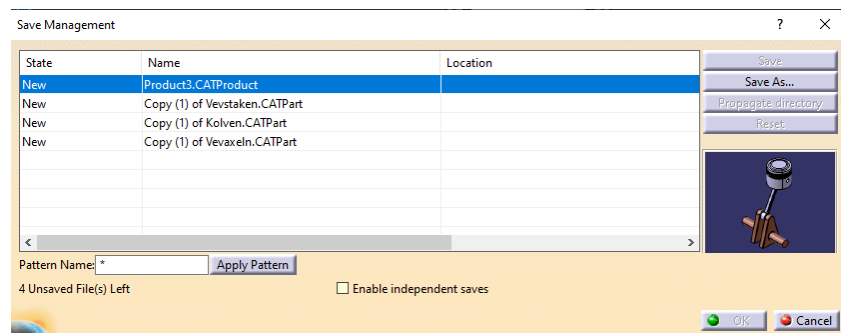 Save Management
? X
State Name Location
New Product3.CATProduct
New Copy (1) of Vevstaken.CATPart
New Copy (1) of Kolven.CATPart
New Copy (1) of Vevaxeln.CATPart
Save
Save As...
Propagate directory
Reset
Pattern Name: * Apply Pattern
4 Unsaved File(s) Left Enable independent saves
OK Cancel